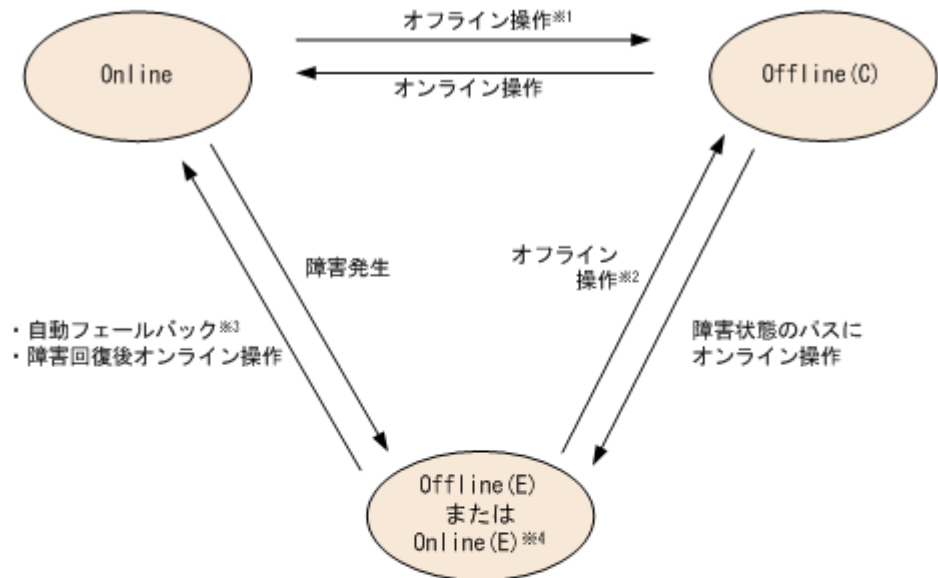 オフライン操作※1
Online
Offline(C)
オンライン操作
障害発生
オフライン
操作※2
・自動フェールバック※3
・障害回復後オンライン操作
障害状態のパスに
オンライン操作
Offline(E)
または
Online(E)※4